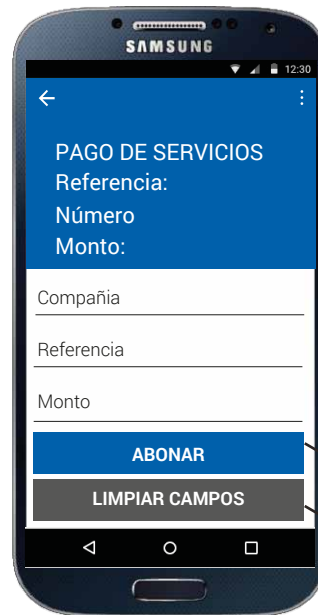 SAMSUNG
12:30
PAGO DE SERVICIOS
Referencia:
Número
Monto:
Compañia
Referencia
Monto
ABONAR
LIMPIAR CAMPOS